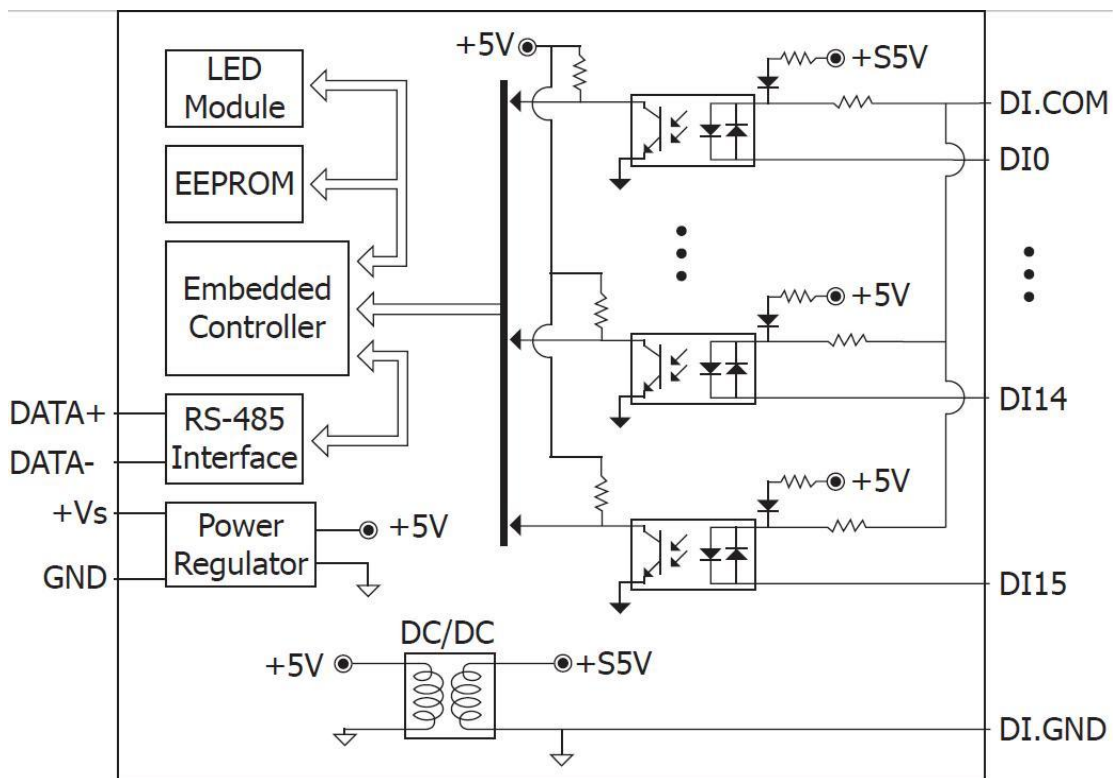 LED
Module
EEPROM
Embedded
Controller
DATA+
DATA-
RS-485
Interface
+Vs
GND
Power
Regulator
+5V
+5V
+S5V
DI.COM
DI0
+5V
DI14
+5V
DI15
DC/DC
+5V
+S5V
DI.GND